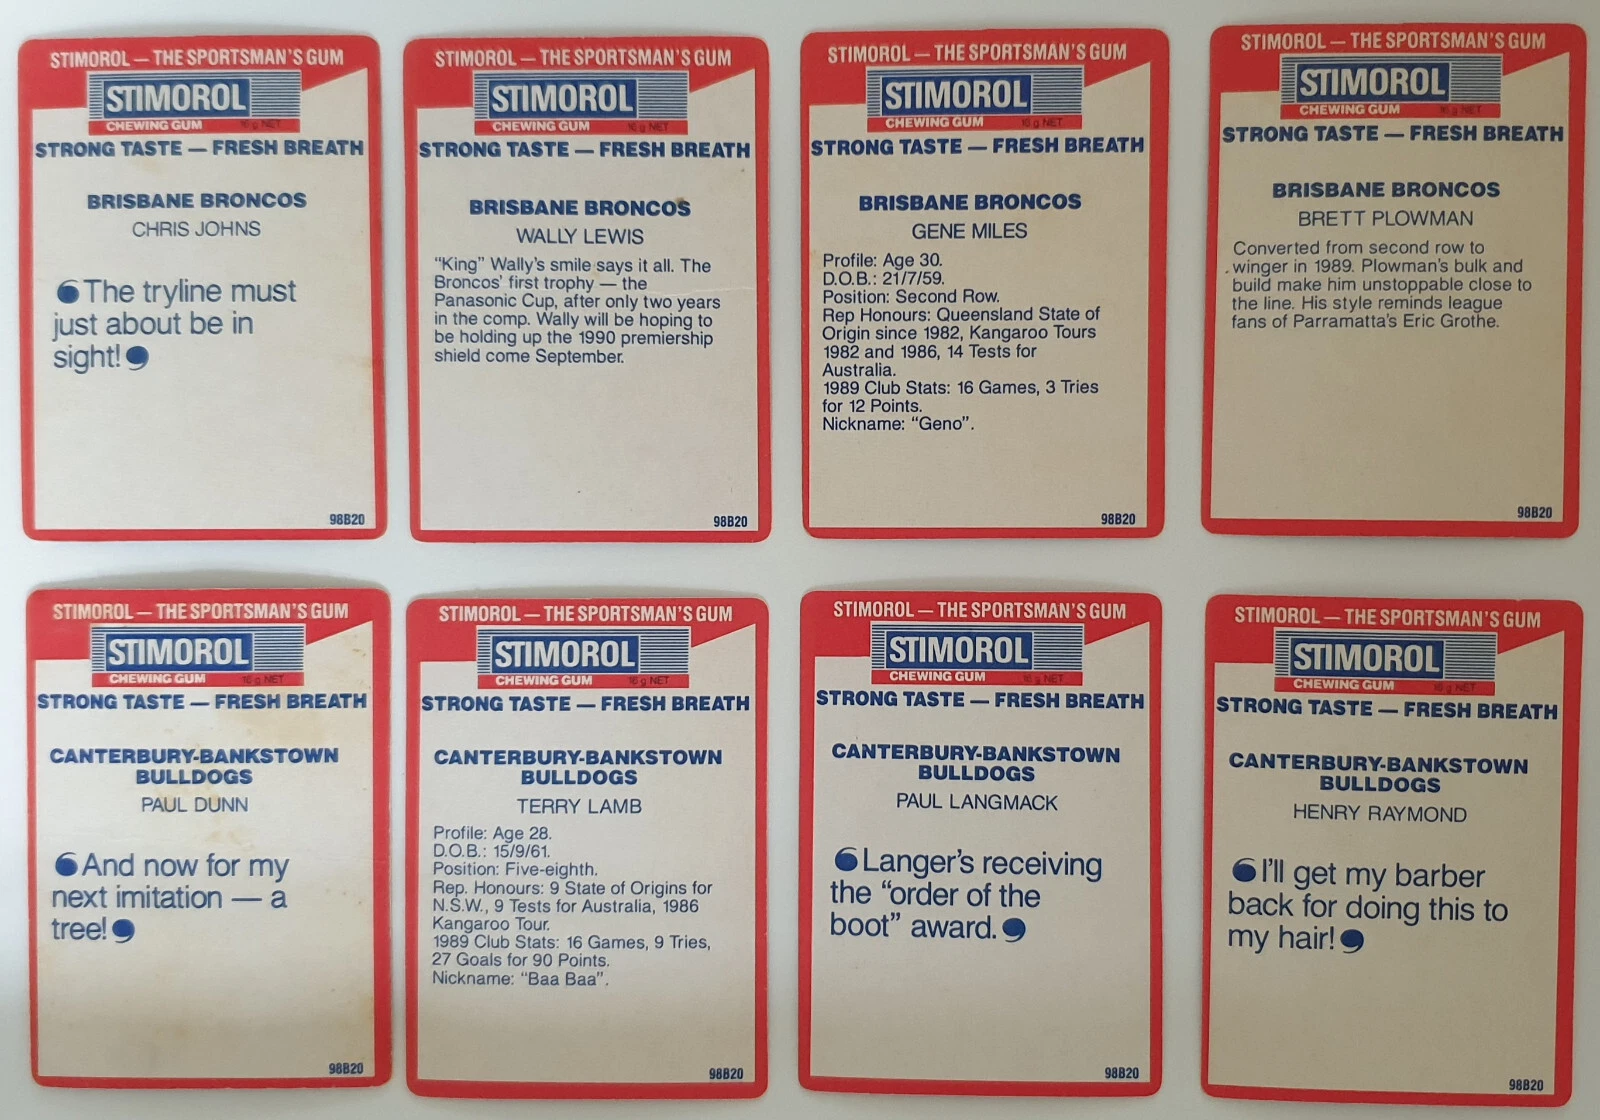 STIMOROL — THE SPORTSMAN'S GUM
STIMOROL
CHEWING GUM 16 g NET
STRONG TASTE — FRESH BREATH
BRISBANE BRONCOS
CHRIS JOHNS
❛The tryline must
just about be in
sight!❜
98B20
STIMOROL — THE SPORTSMAN'S GUM
STIMOROL
CHEWING GUM 16 g NET
STRONG TASTE — FRESH BREATH
BRISBANE BRONCOS
WALLY LEWIS
“King” Wally's smile says it all. The
Broncos' first trophy — the
Panasonic Cup, after only two years
in the comp. Wally will be hoping to
be holding up the 1990 premiership
shield come September.
98B20
STIMOROL — THE SPORTSMAN'S GUM
STIMOROL
CHEWING GUM 16 g NET
STRONG TASTE — FRESH BREATH
BRISBANE BRONCOS
GENE MILES
Profile: Age 30.
D.O.B.: 21/7/59.
Position: Second Row.
Rep Honours: Queensland State of
Origin since 1982, Kangaroo Tours
1982 and 1986, 14 Tests for
Australia.
1989 Club Stats: 16 Games, 3 Tries
for 12 Points.
Nickname: “Geno”.
98B20
STIMOROL — THE SPORTSMAN'S GUM
STIMOROL
CHEWING GUM 16 g NET
STRONG TASTE — FRESH BREATH
BRISBANE BRONCOS
BRETT PLOWMAN
Converted from second row to
winger in 1989. Plowman's bulk and
build make him unstoppable close to
the line. His style reminds league
fans of Parramatta's Eric Grothe.
98B20
STIMOROL — THE SPORTSMAN'S GUM
STIMOROL
CHEWING GUM 16 g NET
STRONG TASTE — FRESH BREATH
CANTERBURY-BANKSTOWN
BULLDOGS
PAUL DUNN
❛And now for my
next imitation — a
tree!❜
98B20
STIMOROL — THE SPORTSMAN'S GUM
STIMOROL
CHEWING GUM 16 g NET
STRONG TASTE — FRESH BREATH
CANTERBURY-BANKSTOWN
BULLDOGS
TERRY LAMB
Profile: Age 28.
D.O.B.: 15/9/61.
Position: Five-eighth.
Rep. Honours: 9 State of Origins for
N.S.W., 9 Tests for Australia, 1986
Kangaroo Tour.
1989 Club Stats: 16 Games, 9 Tries,
27 Goals for 90 Points.
Nickname: “Baa Baa”.
98B20
STIMOROL — THE SPORTSMAN'S GUM
STIMOROL
CHEWING GUM 16 g NET
STRONG TASTE — FRESH BREATH
CANTERBURY-BANKSTOWN
BULLDOGS
PAUL LANGMACK
❛Langer's receiving
the “order of the
boot” award.❜
98B20
STIMOROL — THE SPORTSMAN'S GUM
STIMOROL
CHEWING GUM 16 g NET
STRONG TASTE — FRESH BREATH
CANTERBURY-BANKSTOWN
BULLDOGS
HENRY RAYMOND
❛I'll get my barber
back for doing this to
my hair!❜
98B20